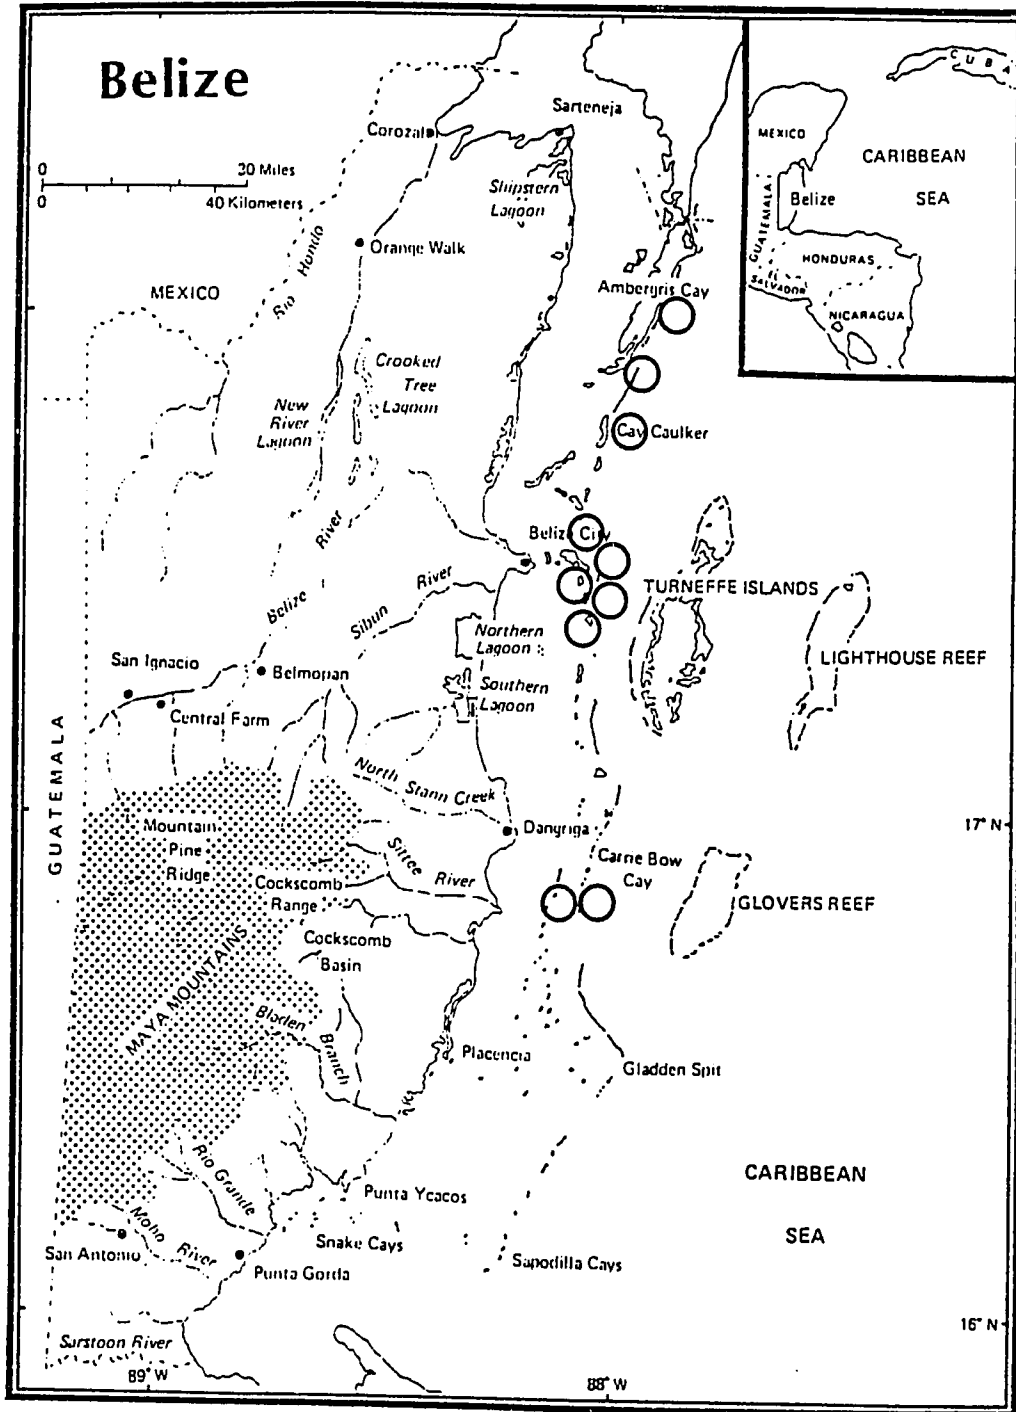 Belize
0
30 Miles
0
40 Kilometers
Corozal
Sarteneja
Shipstern
Lagoon
Orange Walk
Rio Hondo
MEXICO
Ambergris Cay
Crooked
Tree
Lagoon
New
River
Lagoon
Cay Caulker
Belize City
Belize River
Sibun River
TURNEFFE ISLANDS
Northern
Lagoon
LIGHTHOUSE REEF
San Ignacio
Belmopan
Southern
Lagoon
Central Farm
GUATEMALA
North Stann Creek
Mountain
Pine
Ridge
Dangriga
17° N
Sittee River
Carrie Bow
Cay
Cockscomb
Range
GLOVERS REEF
Cockscomb
Basin
MAYA MOUNTAINS
Bladen Branch
Placencia
Gladden Spit
Rio Grande
Punta Ycacos
CARIBBEAN
SEA
Moho River
Snake Cays
San Antonio
Punta Gorda
Sapodilla Cays
16° N
Sarstoon River
89° W
88° W
CUBA
MEXICO
CARIBBEAN
SEA
Belize
GUATEMALA
HONDURAS
EL
SALVADOR
NICARAGUA